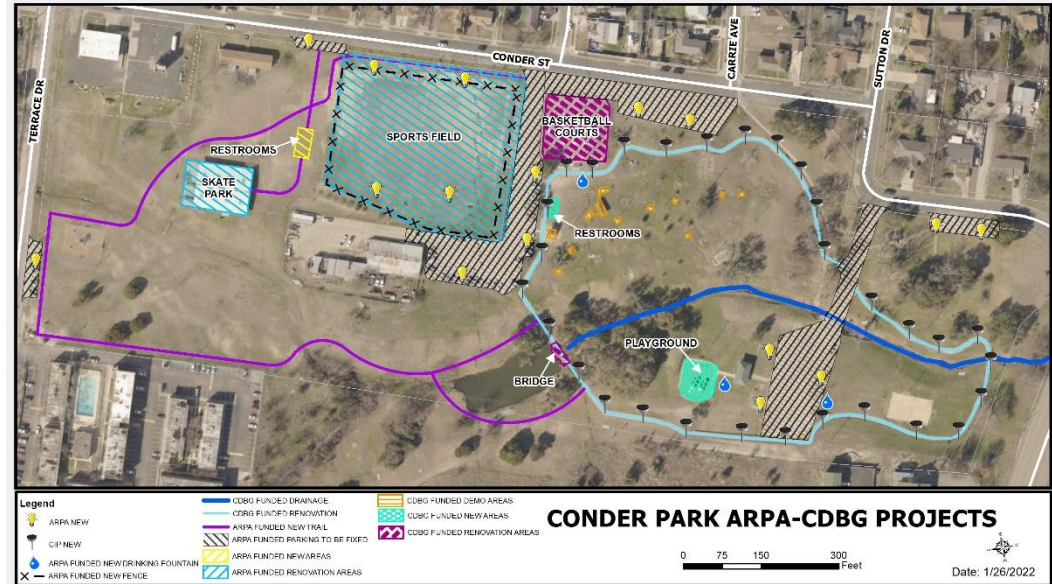 CONDER ST
CARRIE AVE
SUTTON DR
TERRACE DR
RESTROOMS
SPORTS FIELD
BASKETBALL
COURTS
SKATE
PARK
RESTROOMS
PLAYGROUND
BRIDGE
Legend
ARPA NEW
CIP NEW
ARPA FUNDED NEW DRINKING FOUNTAIN
ARPA FUNDED NEW FENCE
CDBG FUNDED DRAINAGE
CDBG FUNDED RENOVATION
ARPA FUNDED NEW TRAIL
ARPA FUNDED PARKING TO BE FIXED
ARPA FUNDED NEW AREAS
ARPA FUNDED RENOVATION AREAS
CDBG FUNDED DEMO AREAS
CDBG FUNDED NEW AREAS
CDBG FUNDED RENOVATION AREAS
CONDER PARK ARPA-CDBG PROJECTS
0 75 150 300
Feet
Date: 1/26/2022